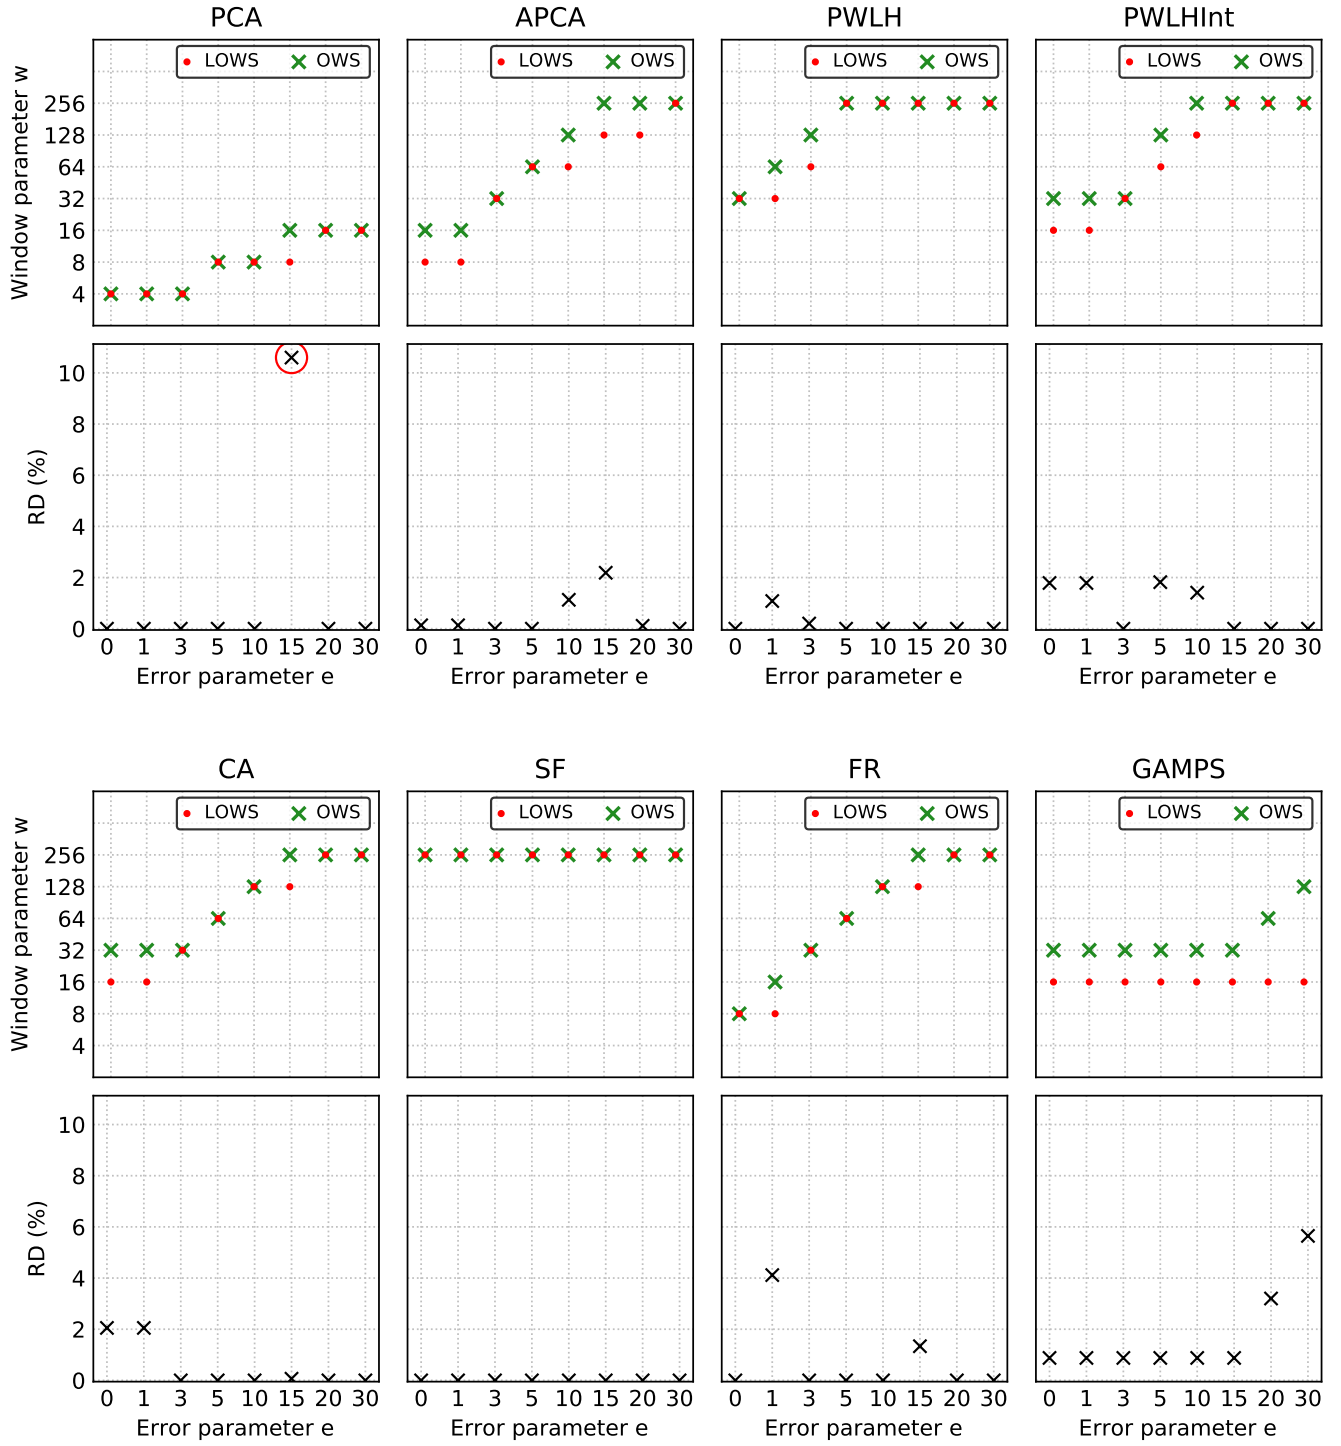 PCA APCA PWLH PWLHInt
LOWS OWS LOWS OWS LOWS OWS LOWS OWS
Window parameter w
256
128
64
32
16
8
4
RD (%)
10
8
6
4
2
0
0 1 3 5 10 15 20 30 0 1 3 5 10 15 20 30 0 1 3 5 10 15 20 30 0 1 3 5 10 15 20 30
Error parameter e Error parameter e Error parameter e Error parameter e
CA SF FR GAMPS
LOWS OWS LOWS OWS LOWS OWS LOWS OWS
Window parameter w
256
128
64
32
16
8
4
RD (%)
10
8
6
4
2
0
0 1 3 5 10 15 20 30 0 1 3 5 10 15 20 30 0 1 3 5 10 15 20 30 0 1 3 5 10 15 20 30
Error parameter e Error parameter e Error parameter e Error parameter e